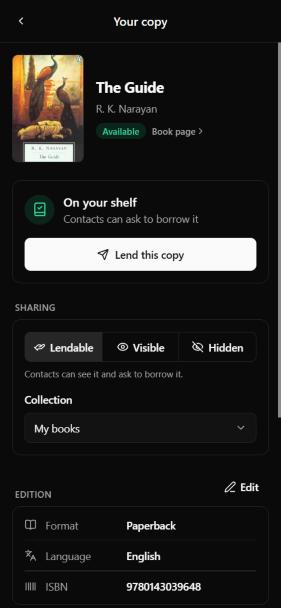 Your copy
R. K. NARAYAN
The Guide
The Guide
R. K. Narayan
Available
Book page
On your shelf
Contacts can ask to borrow it
Lend this copy
SHARING
Lendable
Visible
Hidden
Contacts can see it and ask to borrow it.
Collection
My books
EDITION
Edit
Format
Paperback
Language
English
ISBN
9780143039648